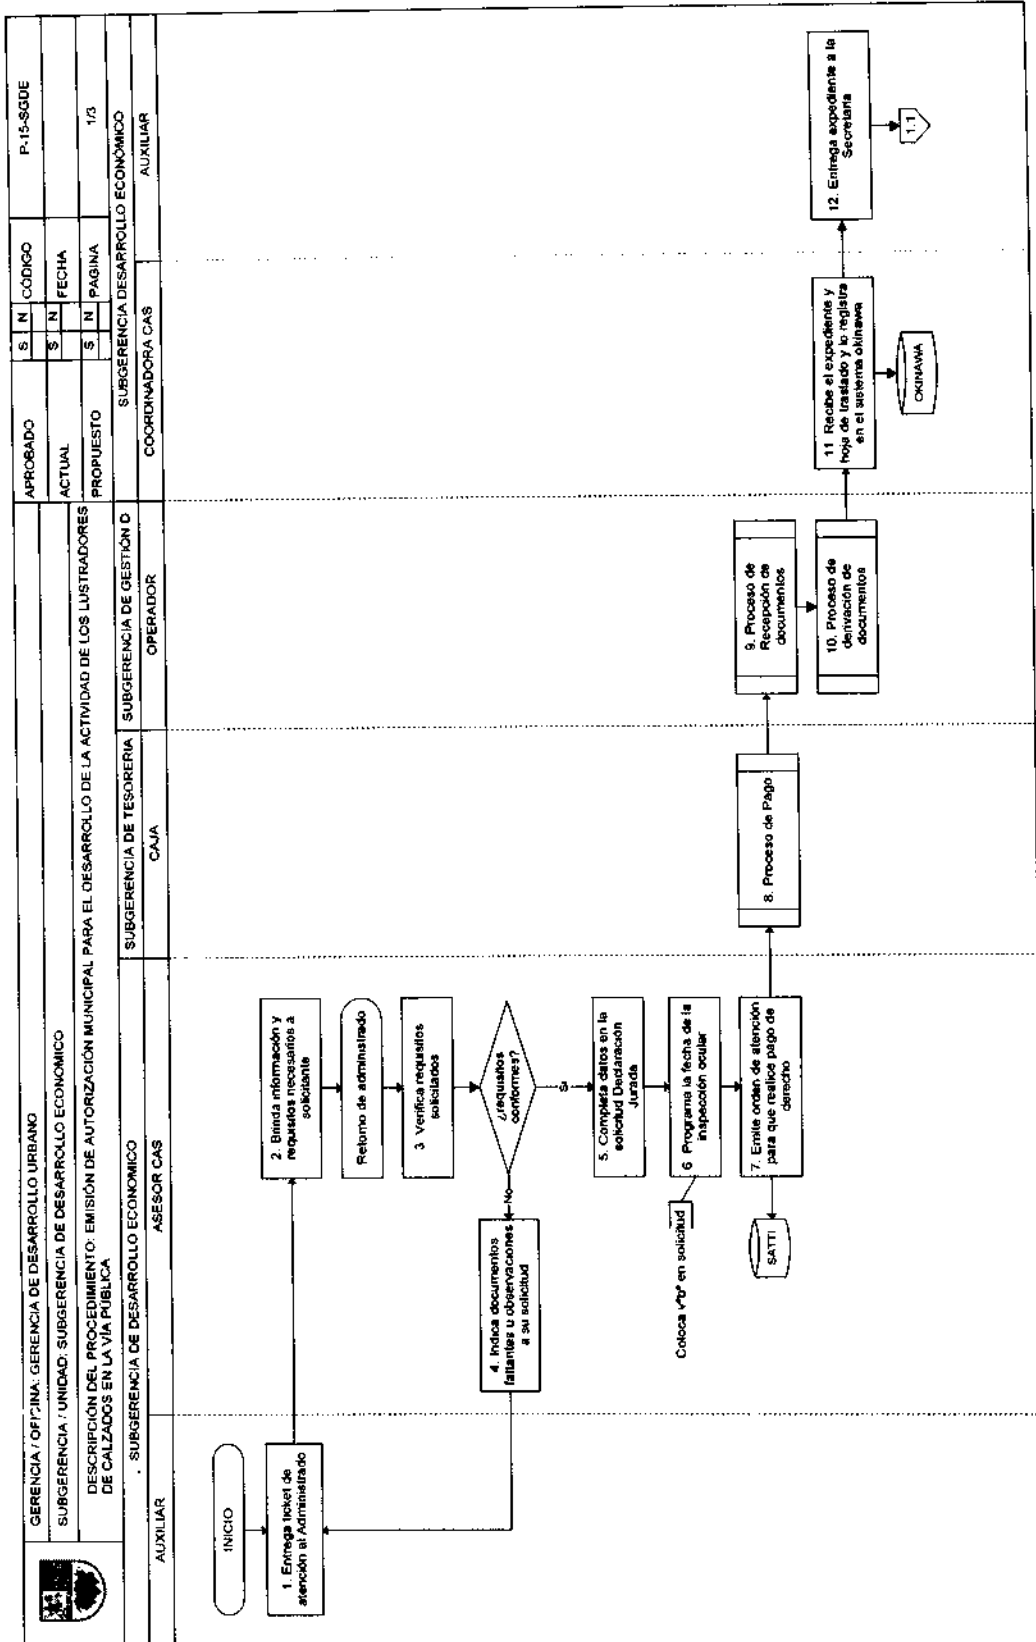 GERENCIA / OFICINA: GERENCIA DE DESARROLLO URBANO
APROBADO
S
N
CÓDIGO
P-15-SGDE
SUBGERENCIA / UNIDAD: SUBGERENCIA DE DESARROLLO ECONOMICO
ACTUAL
S
N
FECHA
DESCRIPCIÓN DEL PROCEDIMIENTO: EMISIÓN DE AUTORIZACIÓN MUNICIPAL PARA EL DESARROLLO DE LA ACTIVIDAD DE LOS LUSTRADORES
DE CALZADOS EN LA VÍA PÚBLICA
PROPUESTO
S
N
PAGINA
1/3
SUBGERENCIA DE DESARROLLO ECONOMICO
SUBGERENCIA DE TESORERIA
SUBGERENCIA DE GESTIÓN D
SUBGERENCIA DESARROLLO ECONÓMICO
AUXILIAR
ASESOR CAS
CAJA
OPERADOR
COORDINADORA CAS
AUXILIAR
INICIO
1. Entrega ticket de
atención al Administrado
2. Brinda información y
requisitos necesarios a
solicitante
Retorno de administrado
3 Verifica requisitos
solicitados
¿requisitos
conformes?
No
Si
4. Indica documentos
faltantes u observaciones
a su solicitud
5. Completa datos en la
solicitud Declaración
Jurada
6 Programa la fecha de la
inspección ocular
Coloca v°b° en solicitud
7. Emite orden de atención
para que realice pago de
derecho
SATTI
8. Proceso de Pago
9. Proceso de
Recepción de
documentos
10. Proceso de
derivación de
documentos
11 Recibe el expediente y
hoja de traslado y lo registra
en el sistema okinawa
OKINAWA
12. Entrega expediente a la
Secretaria
1.1